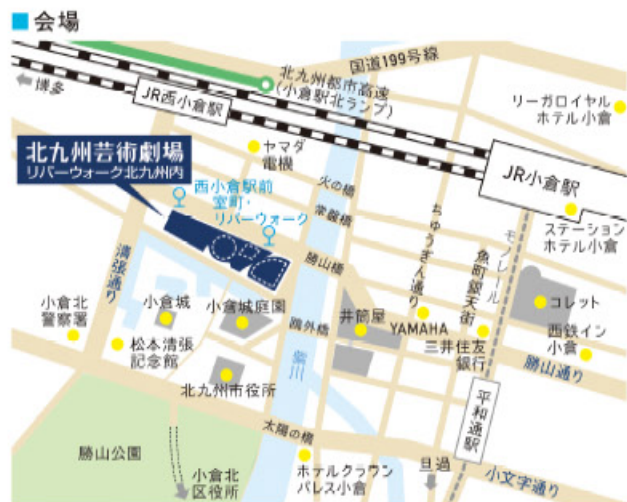 会場
国道199号線
北九州都市高速
(小倉駅北ランプ)
博多
JR西小倉駅
リーガロイヤル
ホテル小倉
ヤマダ
電機
北九州芸術劇場
リバーウォーク北九州内
JR小倉駅
西小倉駅前
室町・
リバーウォーク
火の橋
常盤橋
勝山橋
ちゅうぎん通り
魚町銀天街
モノレール
ステーション
ホテル小倉
清張通り
小倉北
警察署
小倉城
小倉城庭園
鴎外橋
井筒屋
YAMAHA
コレット
三井住友
銀行
西鉄イン
小倉
勝山通り
松本清張
記念館
紫川
北九州市役所
平和通駅
太陽の橋
勝山公園
小倉北
区役所
ホテルクラウン
パレス小倉
旦過
小文字通り